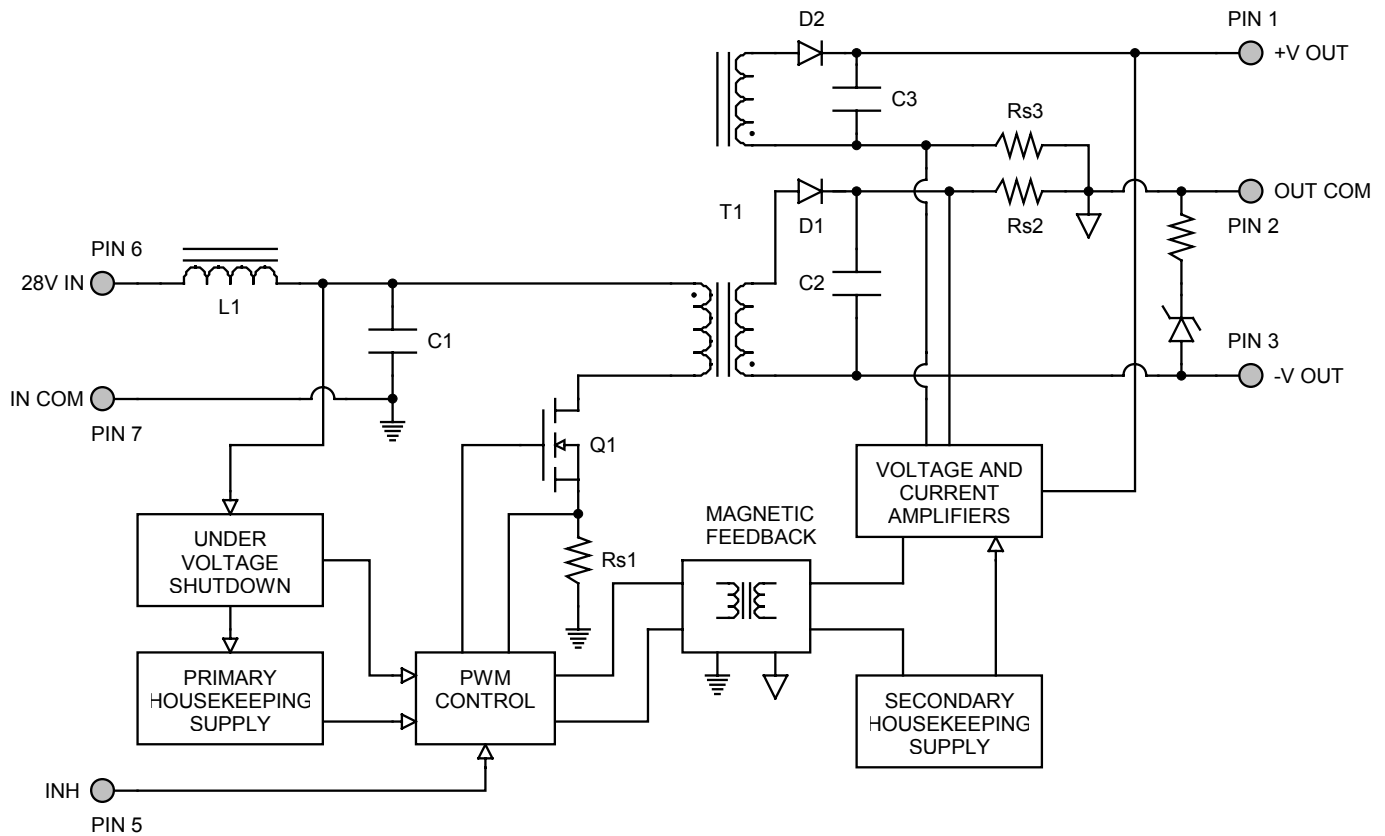 D2
PIN 1
+V OUT
C3
Rs3
T1
D1
Rs2
OUT COM
PIN 2
PIN 6
28V IN
L1
C1
C2
PIN 3
-V OUT
IN COM
PIN 7
Q1
VOLTAGE AND
CURRENT
AMPLIFIERS
MAGNETIC
FEEDBACK
UNDER
VOLTAGE
SHUTDOWN
Rs1
PRIMARY
HOUSEKEEPING
SUPPLY
PWM
CONTROL
SECONDARY
HOUSEKEEPING
SUPPLY
INH
PIN 5